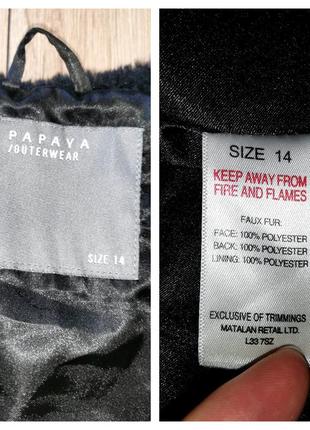 PAPAYA
/OUTERWEAR
SIZE 14
SIZE 14
KEEP AWAY FROM
FIRE AND FLAMES
FAUX FUR:
FACE: 100% POLYESTER
BACK: 100% POLYESTER
LINING: 100% POLYESTER
EXCLUSIVE OF TRIMMINGS
MATALAN RETAIL LTD.
L33 7SZ